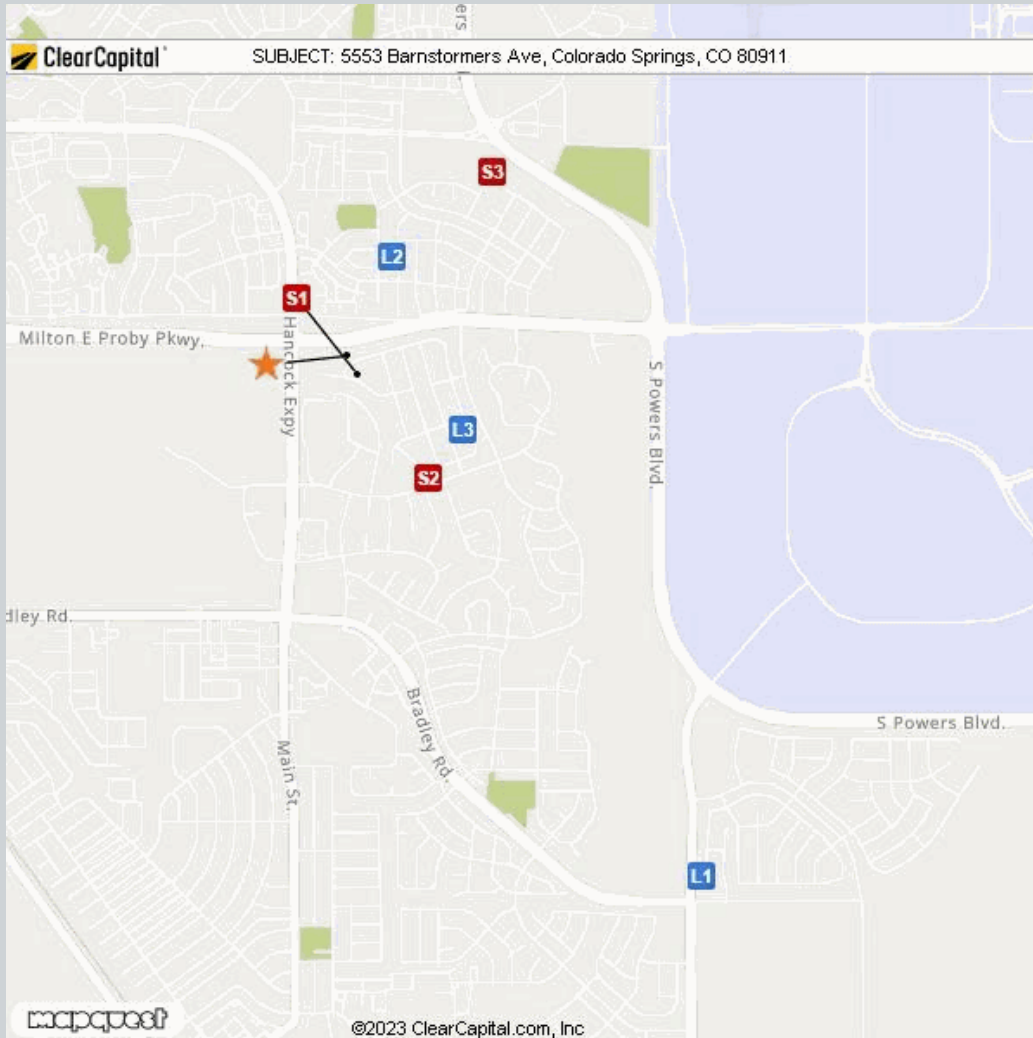 ers
ClearCapital
SUBJECT: 5553 Barnstormers Ave, Colorado Springs, CO 80911
S3
L2
S1
Milton E Proby Pkwy.
Hancock Expy
S Powers Blvd.
L3
S2
dley Rd.
Bradley Rd.
S Powers Blvd.
Main St.
L1
mapquest
©2023 ClearCapital.com, Inc